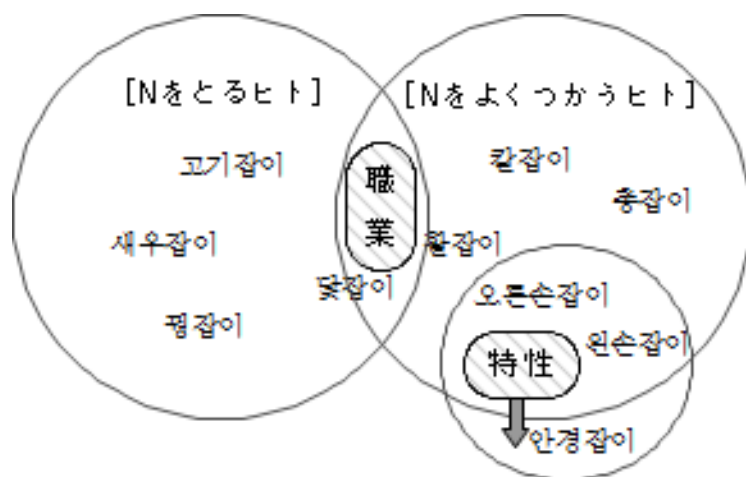 [Nをとるヒト]
[Nをよくつかうヒト]
고기잡이
새우잡이
꿩잡이
職
業
닻잡이
칼잡이
총잡이
활잡이
오른손잡이
왼손잡이
特性
안경잡이